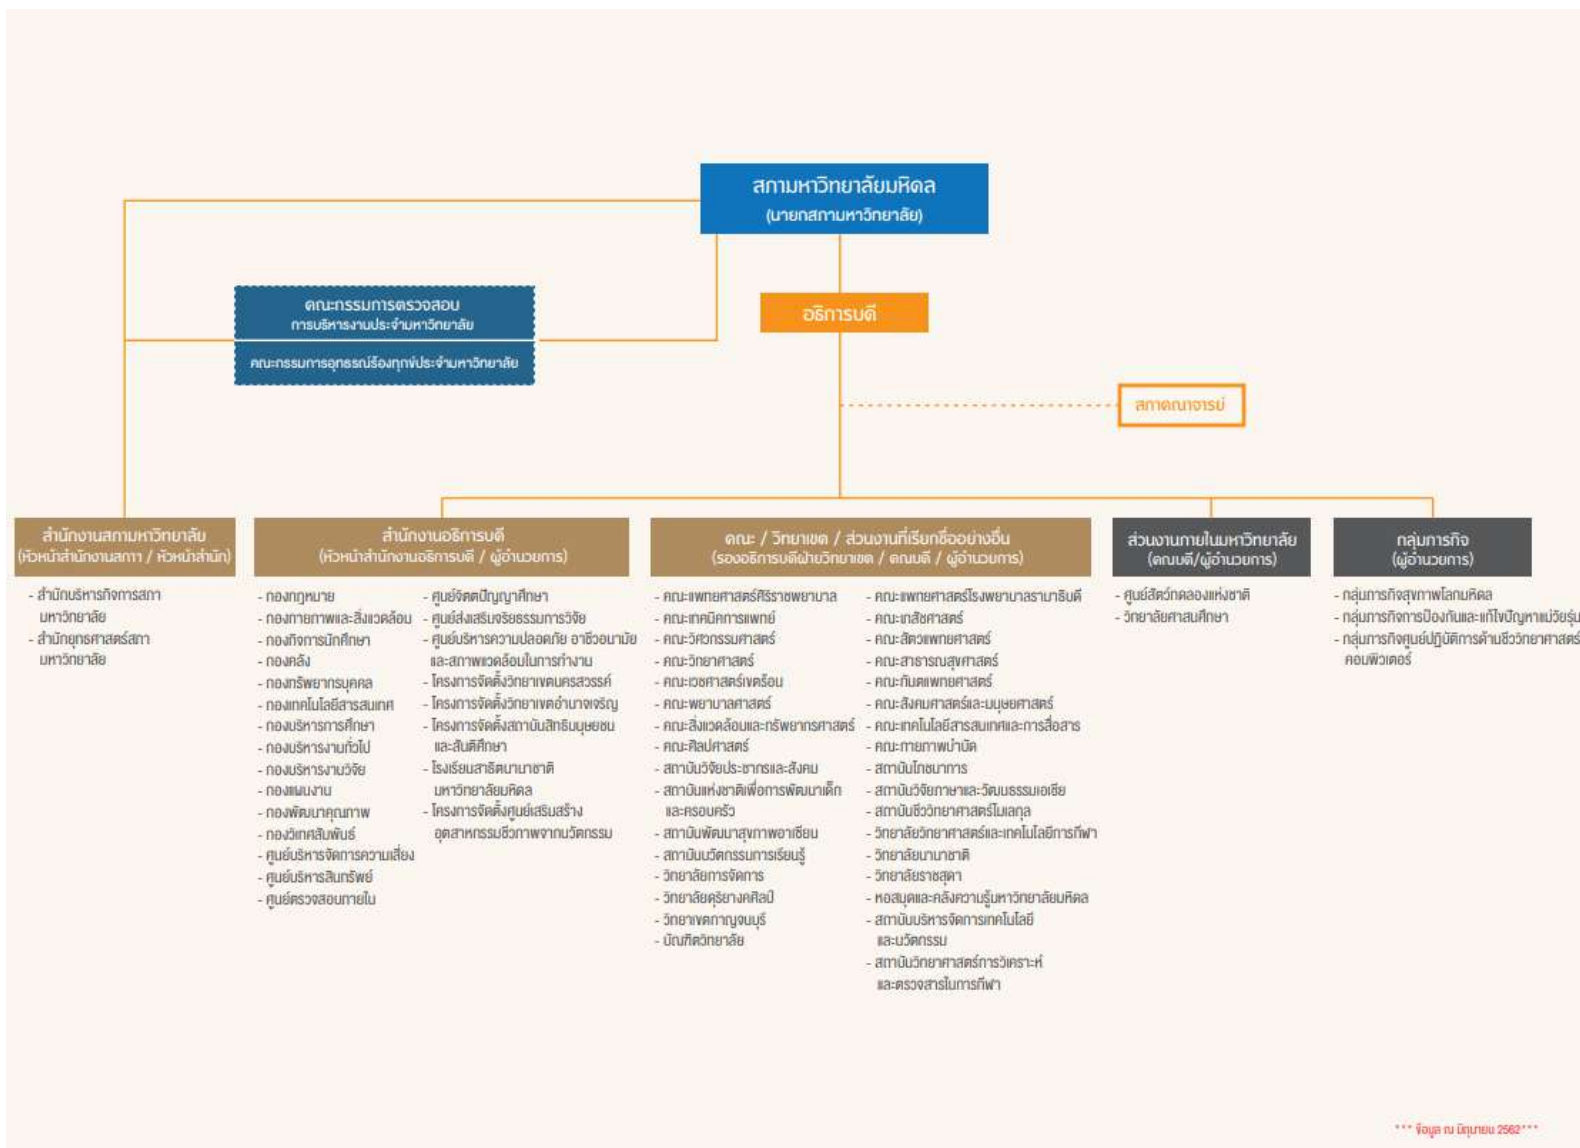 สภามหาวิทยาลัยมหิดล
(นายกสภามหาวิทยาลัย)
คณะกรรมการตรวจสอบ
การบริหารงานประจำมหาวิทยาลัย
คณะกรรมการอุทธรณ์ร้องทุกข์ประจำมหาวิทยาลัย
อธิการบดี
สภาคณาจารย์
สำนักงานสภามหาวิทยาลัย
(หัวหน้าสำนักงานสภา / หัวหน้าสำนัก)
- สำนักบริหารกิจการสภา
มหาวิทยาลัย
- สำนักยุทธศาสตร์สภา
มหาวิทยาลัย
สำนักงานอธิการบดี
(หัวหน้าสำนักงานอธิการบดี / ผู้อำนวยการ)
- กองกฎหมาย
- กองกายภาพและสิ่งแวดล้อม
- กองกิจการนักศึกษา
- กองคลัง
- กองทรัพยากรบุคคล
- กองเทคโนโลยีสารสนเทศ
- กองบริหารการศึกษา
- กองบริหารงานทั่วไป
- กองบริหารงานวิจัย
- กองแผนงาน
- กองพัฒนาคุณภาพ
- กองวิเทศสัมพันธ์
- ศูนย์บริหารจัดการความเสี่ยง
- ศูนย์บริหารสินทรัพย์
- ศูนย์ตรวจสอบภายใน
- ศูนย์จิตตปัญญาศึกษา
- ศูนย์ส่งเสริมจริยธรรมการวิจัย
- ศูนย์บริหารความปลอดภัย อาชีวอนามัย
และสภาพแวดล้อมในการทำงาน
- โครงการจัดตั้งวิทยาเขตนครสวรรค์
- โครงการจัดตั้งวิทยาเขตอำนาจเจริญ
- โครงการจัดตั้งสถาบันสิทธิมนุษยชน
และสันติศึกษา
- โรงเรียนสาธิตนานาชาติ
มหาวิทยาลัยมหิดล
- โครงการจัดตั้งศูนย์เสริมสร้าง
อุตสาหกรรมชีวภาพจากนวัตกรรม
คณะ / วิทยาเขต / ส่วนงานที่เรียกชื่ออย่างอื่น
(รองอธิการบดีฝ่ายวิทยาเขต / คณบดี / ผู้อำนวยการ)
- คณะแพทยศาสตร์ศิริราชพยาบาล
- คณะเทคนิคการแพทย์
- คณะวิศวกรรมศาสตร์
- คณะวิทยาศาสตร์
- คณะเวชศาสตร์เขตร้อน
- คณะพยาบาลศาสตร์
- คณะสิ่งแวดล้อมและทรัพยากรศาสตร์
- คณะศิลปศาสตร์
- สถาบันวิจัยประชากรและสังคม
- สถาบันแห่งชาติเพื่อการพัฒนาเด็ก
และครอบครัว
- สถาบันพัฒนาสุขภาพอาเซียน
- สถาบันนวัตกรรมการเรียนรู้
- วิทยาลัยการจัดการ
- วิทยาลัยดุริยางคศิลป์
- วิทยาเขตกาญจนบุรี
- บัณฑิตวิทยาลัย
- คณะแพทยศาสตร์โรงพยาบาลรามาธิบดี
- คณะเภสัชศาสตร์
- คณะสัตวแพทยศาสตร์
- คณะสาธารณสุขศาสตร์
- คณะทันตแพทยศาสตร์
- คณะสังคมศาสตร์และมนุษยศาสตร์
- คณะเทคโนโลยีสารสนเทศและการสื่อสาร
- คณะกายภาพบำบัด
- สถาบันโภชนาการ
- สถาบันวิจัยภาษาและวัฒนธรรมเอเชีย
- สถาบันชีววิทยาศาสตร์โมเลกุล
- วิทยาลัยวิทยาศาสตร์และเทคโนโลยีการกีฬา
- วิทยาลัยนานาชาติ
- วิทยาลัยราชสุดา
- หอสมุดและคลังความรู้มหาวิทยาลัยมหิดล
- สถาบันบริหารจัดการเทคโนโลยี
และนวัตกรรม
- สถาบันวิทยาศาสตร์การวิเคราะห์
และตรวจสารในการกีฬา
ส่วนงานภายในมหาวิทยาลัย
(คณบดี/ผู้อำนวยการ)
- ศูนย์สัตว์ทดลองแห่งชาติ
- วิทยาลัยศาสนศึกษา
กลุ่มภารกิจ
(ผู้อำนวยการ)
- กลุ่มภารกิจสุขภาพโลกมหิดล
- กลุ่มภารกิจการป้องกันและแก้ไขปัญหาแม่วัยรุ่น
- กลุ่มภารกิจศูนย์ปฏิบัติการด้านชีววิทยาศาสตร์
คอมพิวเตอร์
*** ข้อมูล ณ มิถุนายน 2562***